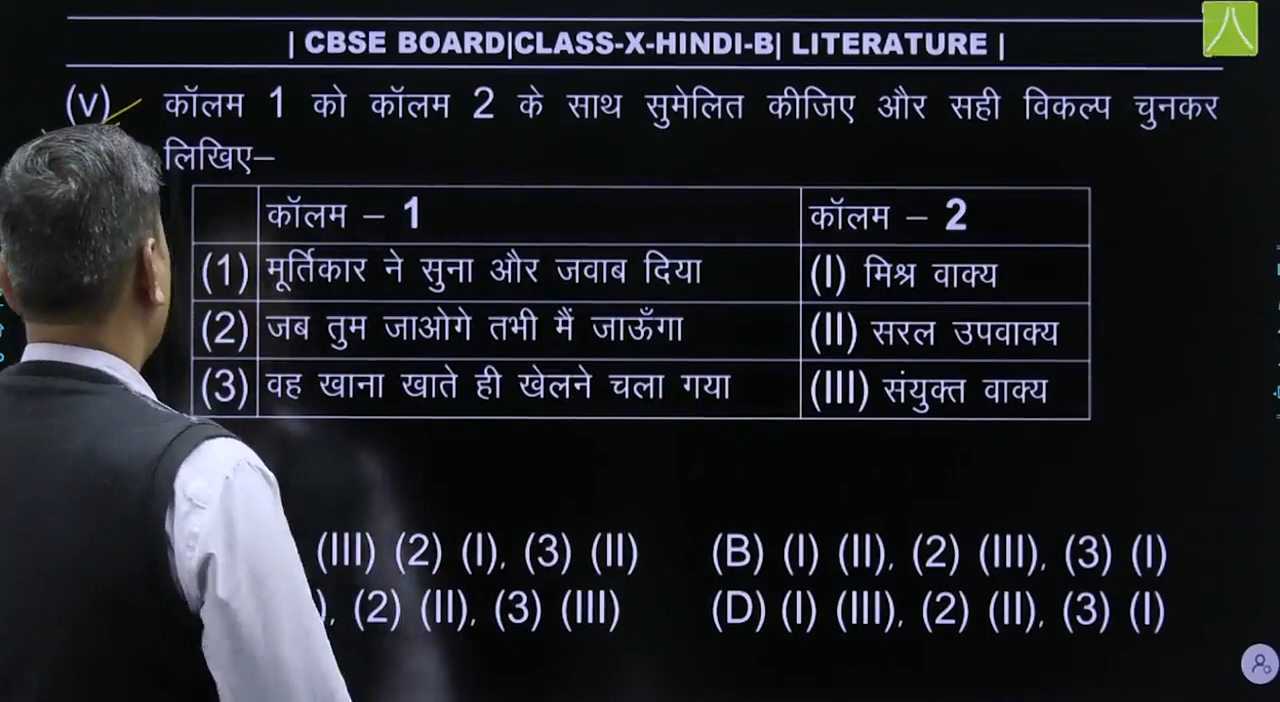 | CBSE BOARD|CLASS-X-HINDI-B| LITERATURE |
(v) कॉलम 1 को कॉलम 2 के साथ सुमेलित कीजिए और सही विकल्प चुनकर
लिखिए–
कॉलम – 1 कॉलम – 2
(1) मूर्तिकार ने सुना और जवाब दिया (I) मिश्र वाक्य
(2) जब तुम जाओगे तभी मैं जाऊँगा (II) सरल उपवाक्य
(3) वह खाना खाते ही खेलने चला गया (III) संयुक्त वाक्य
(III) (2) (I), (3) (II) (B) (I) (II), (2) (III), (3) (I)
), (2) (II), (3) (III) (D) (I) (III), (2) (II), (3) (I)